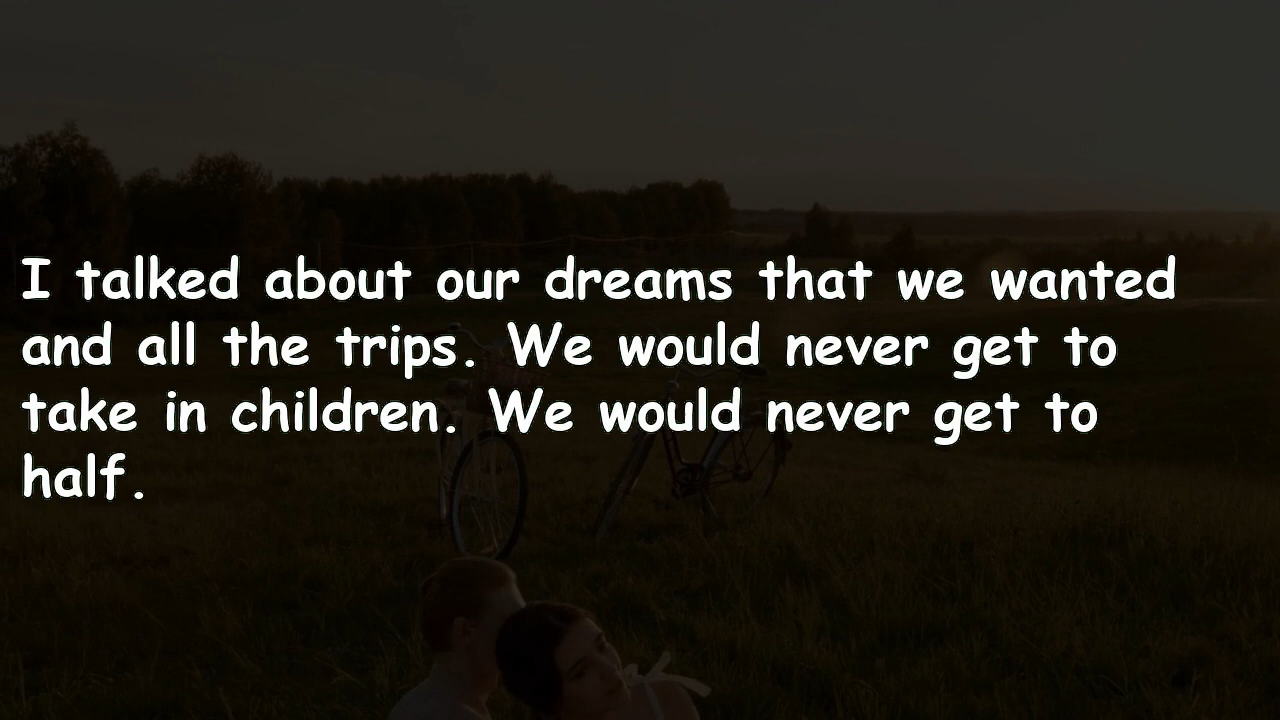 I talked about our dreams that we wanted
and all the trips. We would never get to
take in children. We would never get to
half.